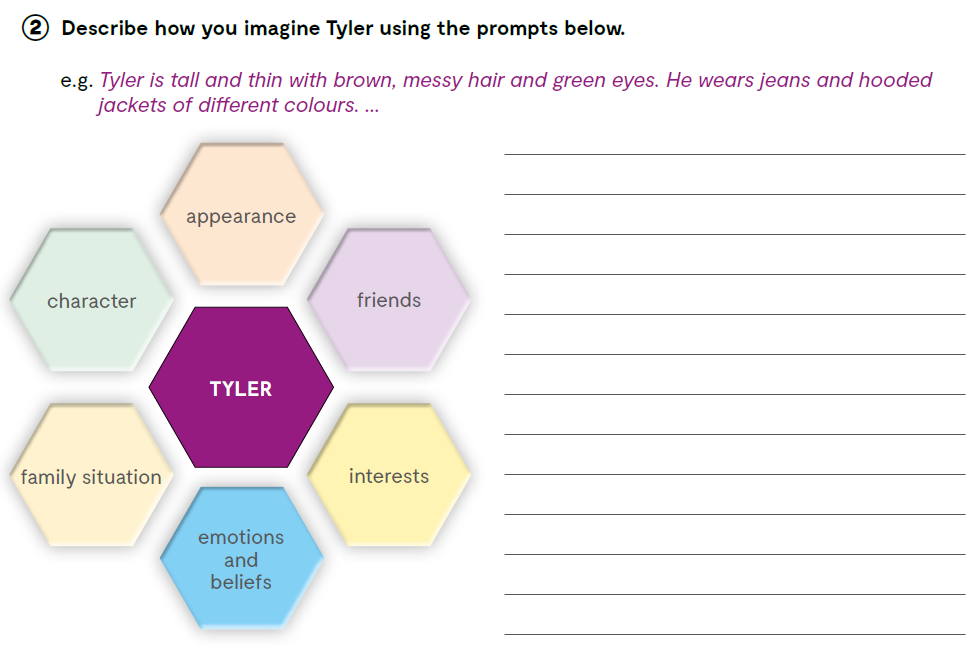 ② Describe how you imagine Tyler using the prompts below.
e.g. Tyler is tall and thin with brown, messy hair and green eyes. He wears jeans and hooded
jackets of different colours. ...
appearance
character
friends
TYLER
family situation
interests
emotions
and
beliefs